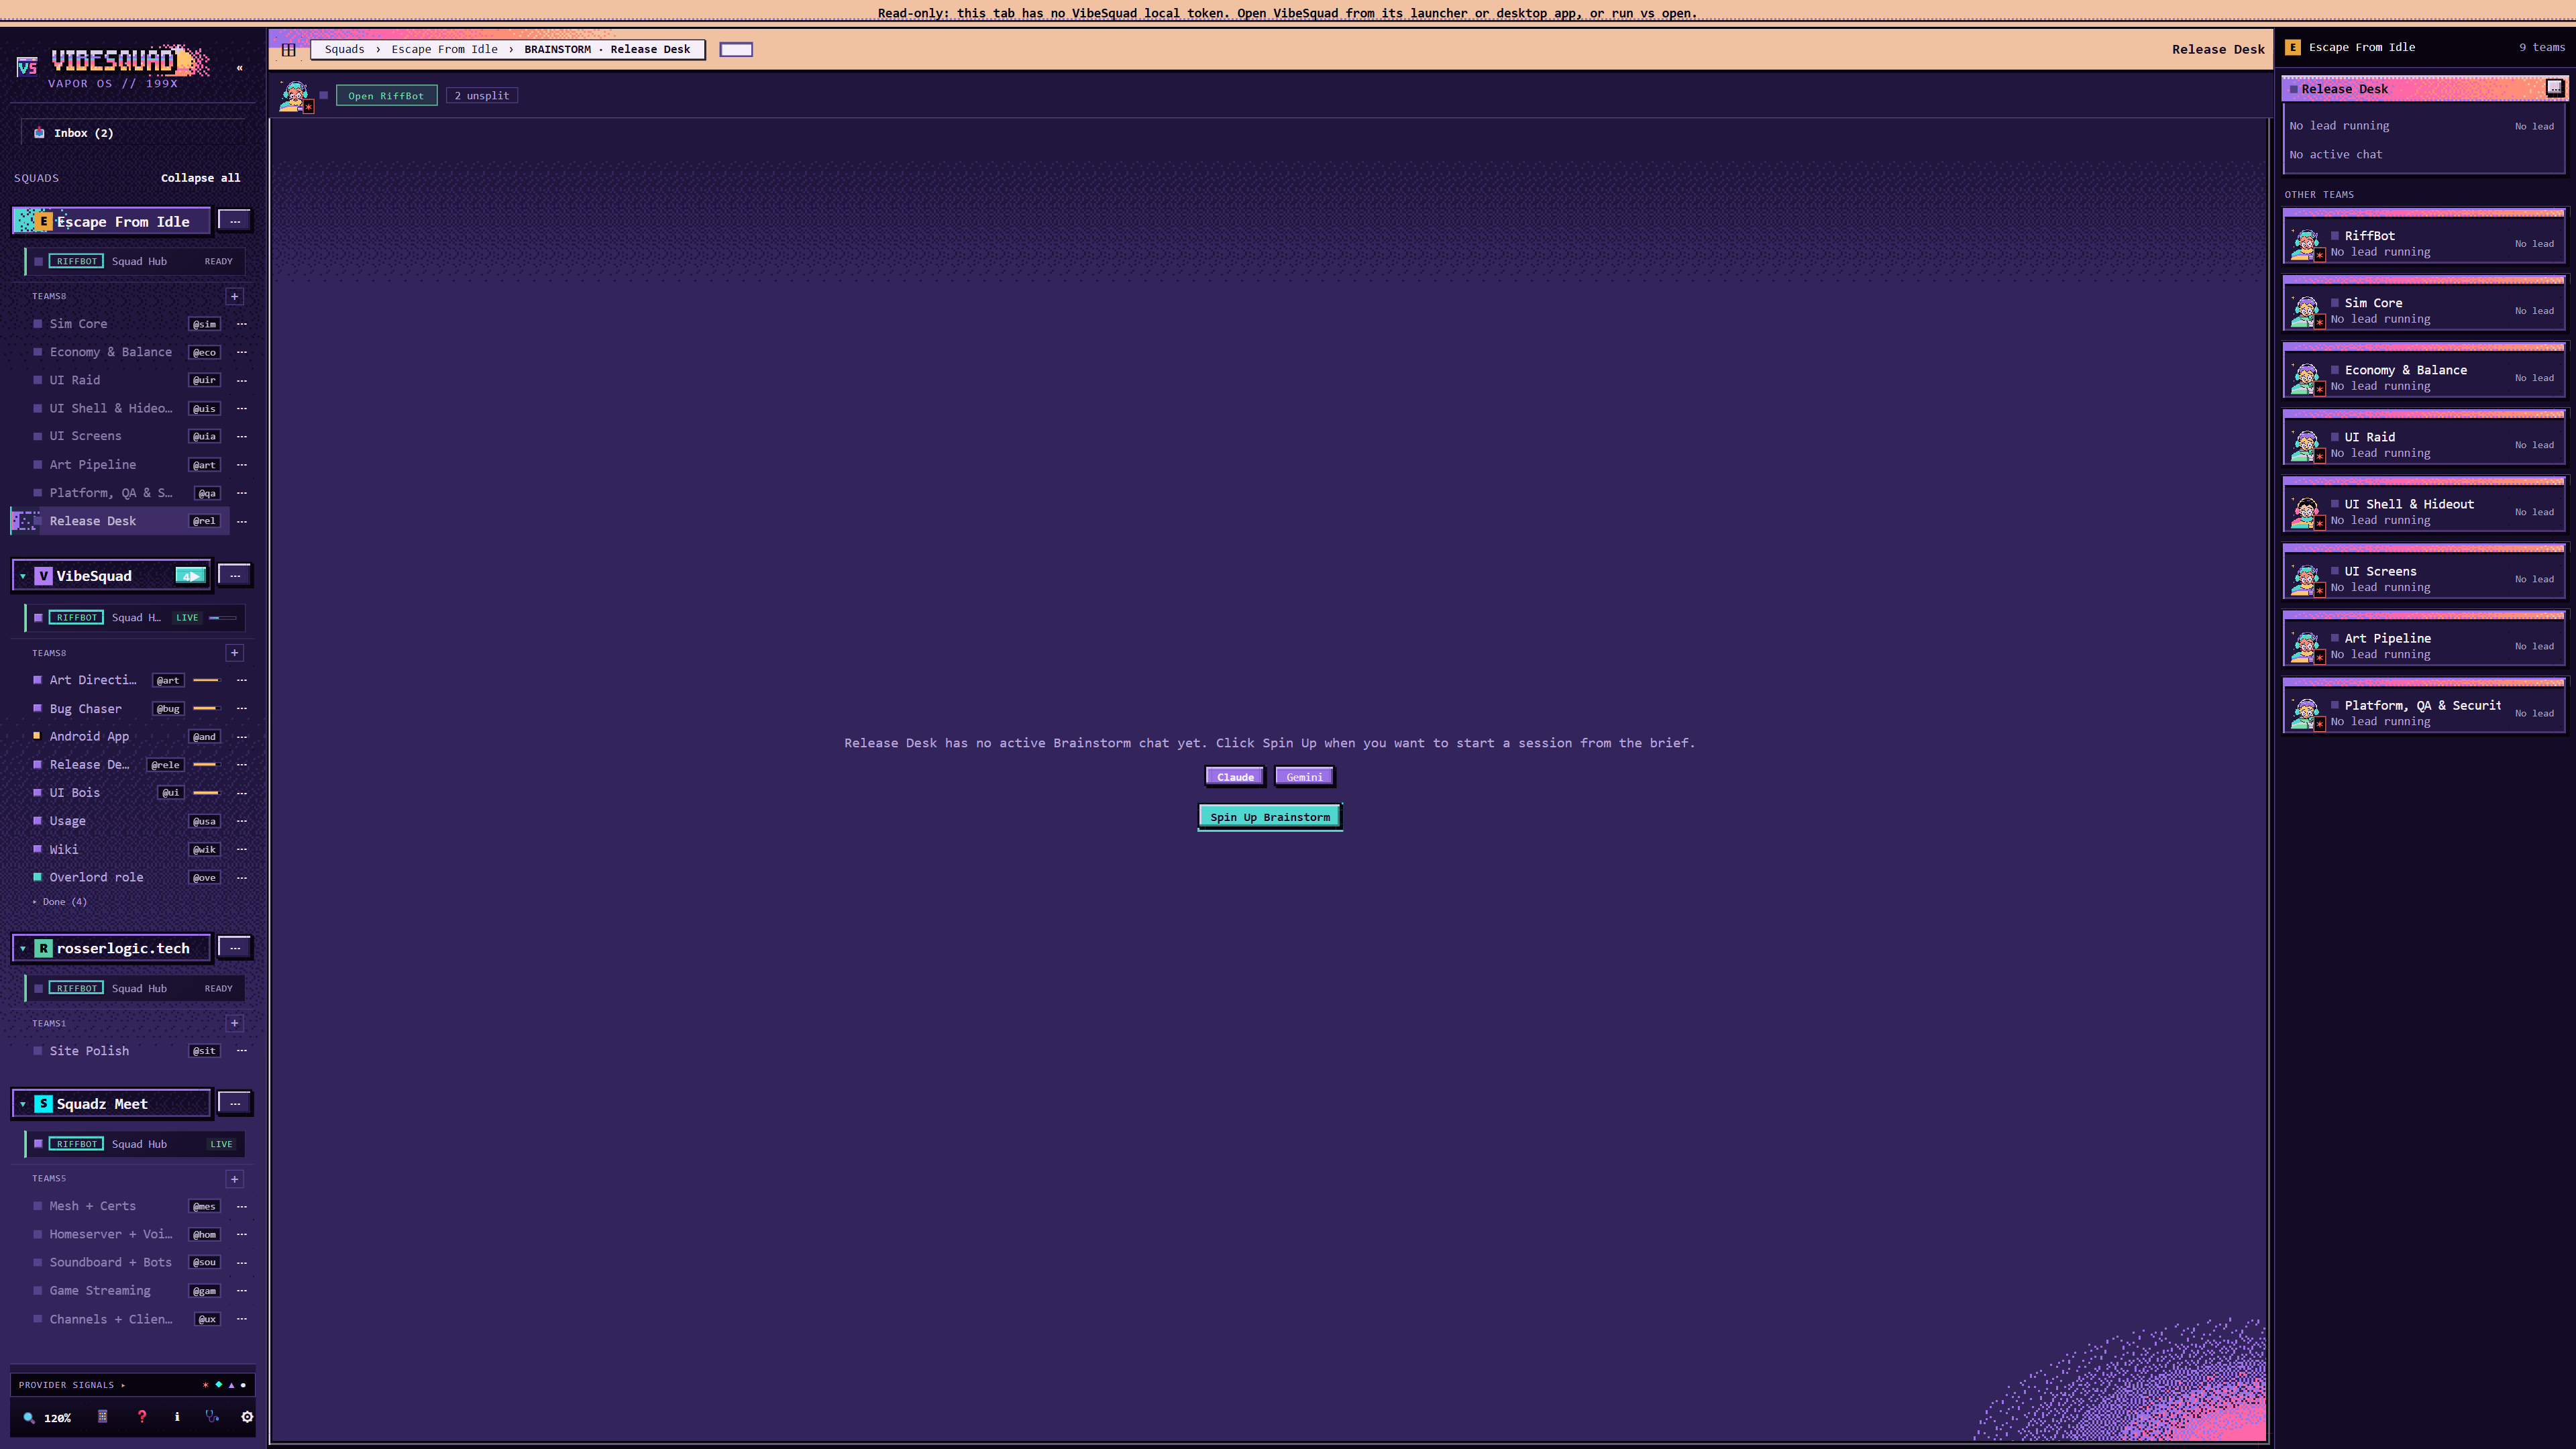 Read-only: this tab has no VibeSquad local token. Open VibeSquad from its launcher or desktop app, or run vs open.
VS VIBESQUAD
VAPOR OS // 199X
«
Inbox (2)
SQUADS Collapse all
E Escape From Idle ...
RIFFBOT Squad Hub READY
TEAMS8 +
Sim Core @sim ...
Economy & Balance @eco ...
UI Raid @uir ...
UI Shell & Hideo… @uis ...
UI Screens @uia ...
Art Pipeline @art ...
Platform, QA & S… @qa ...
Release Desk @rel ...
V VibeSquad 4▶ ...
RIFFBOT Squad H… LIVE
TEAMS8 +
Art Directi… @art ...
Bug Chaser @bug ...
Android App @and ...
Release De… @rele ...
UI Bois @ui ...
Usage @usa ...
Wiki @wik ...
Overlord role @ove ...
Done (4)
R rosserlogic.tech ...
RIFFBOT Squad Hub READY
TEAMS1 +
Site Polish @sit ...
S Squadz Meet ...
RIFFBOT Squad Hub LIVE
TEAMS5 +
Mesh + Certs @mes ...
Homeserver + Voi… @hom ...
Soundboard + Bots @sou ...
Game Streaming @gam ...
Channels + Clien… @ux ...
PROVIDER SIGNALS
120%
Squads › Escape From Idle › BRAINSTORM · Release Desk
Release Desk
Open RiffBot 2 unsplit
Release Desk has no active Brainstorm chat yet. Click Spin Up when you want to start a session from the brief.
Claude Gemini
Spin Up Brainstorm
E Escape From Idle 9 teams
Release Desk ...
No lead running No lead
No active chat
OTHER TEAMS
RiffBot
No lead running No lead
Sim Core
No lead running No lead
Economy & Balance
No lead running No lead
UI Raid
No lead running No lead
UI Shell & Hideout
No lead running No lead
UI Screens
No lead running No lead
Art Pipeline
No lead running No lead
Platform, QA & Securit
No lead running No lead